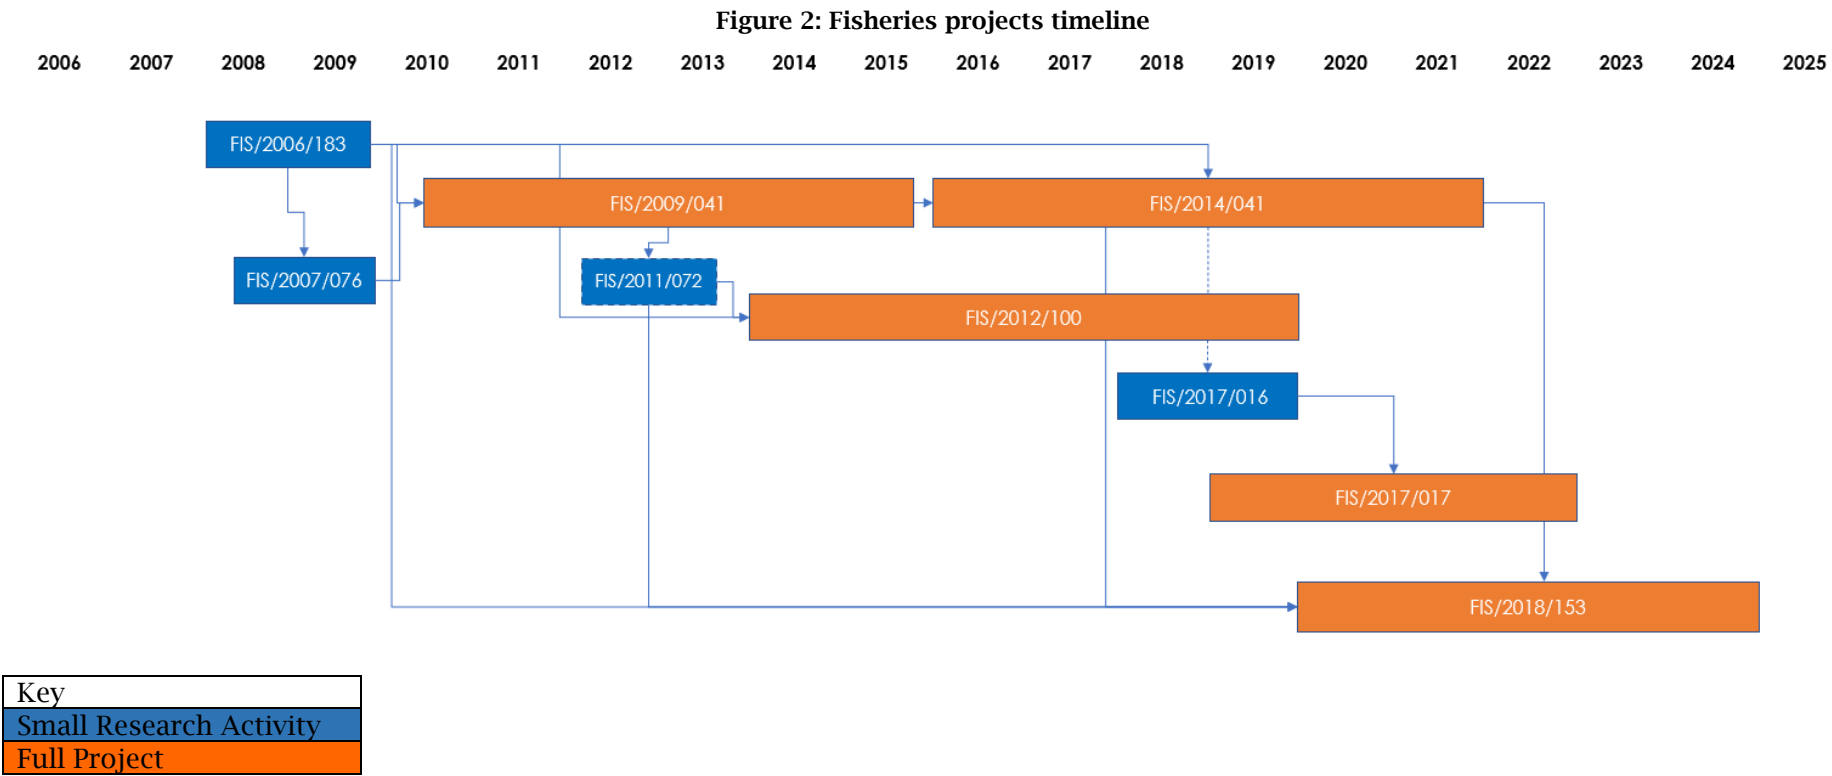 Figure 2: Fisheries projects timeline
2006 2007 2008 2009 2010 2011 2012 2013 2014 2015 2016 2017 2018 2019 2020 2021 2022 2023 2024 2025
FIS/2006/183
FIS/2009/041 FIS/2014/041
FIS/2007/076 FIS/2011/072
FIS/2012/100
FIS/2017/016
FIS/2017/017
FIS/2018/153
Key
Small Research Activity
Full Project